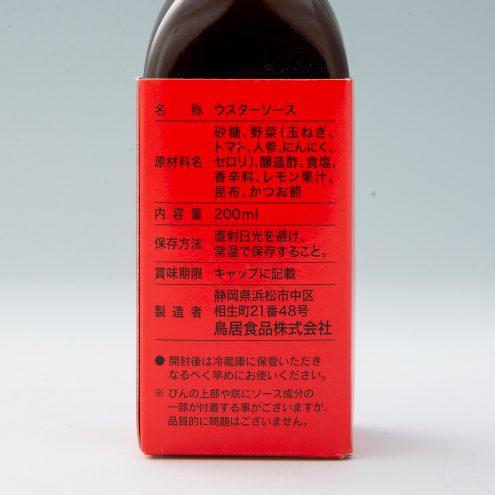 名称 ウスターソース
原材料名 砂糖、野菜(玉ねぎ、
トマト、人参、にんにく、
セロリ)、醸造酢、食塩、
香辛料、レモン果汁、
昆布、かつお節
内容量 200ml
保存方法 直射日光を避け、
常温で保存すること。
賞味期限 キャップに記載
製造者 静岡県浜松市中区
相生町21番48号
鳥居食品株式会社
● 開封後は冷蔵庫に保管いただき
なるべく早めにお使いください。
※ びんの上部や底にソース成分の
一部が付着する事がございますが、
品質的に問題はございません。